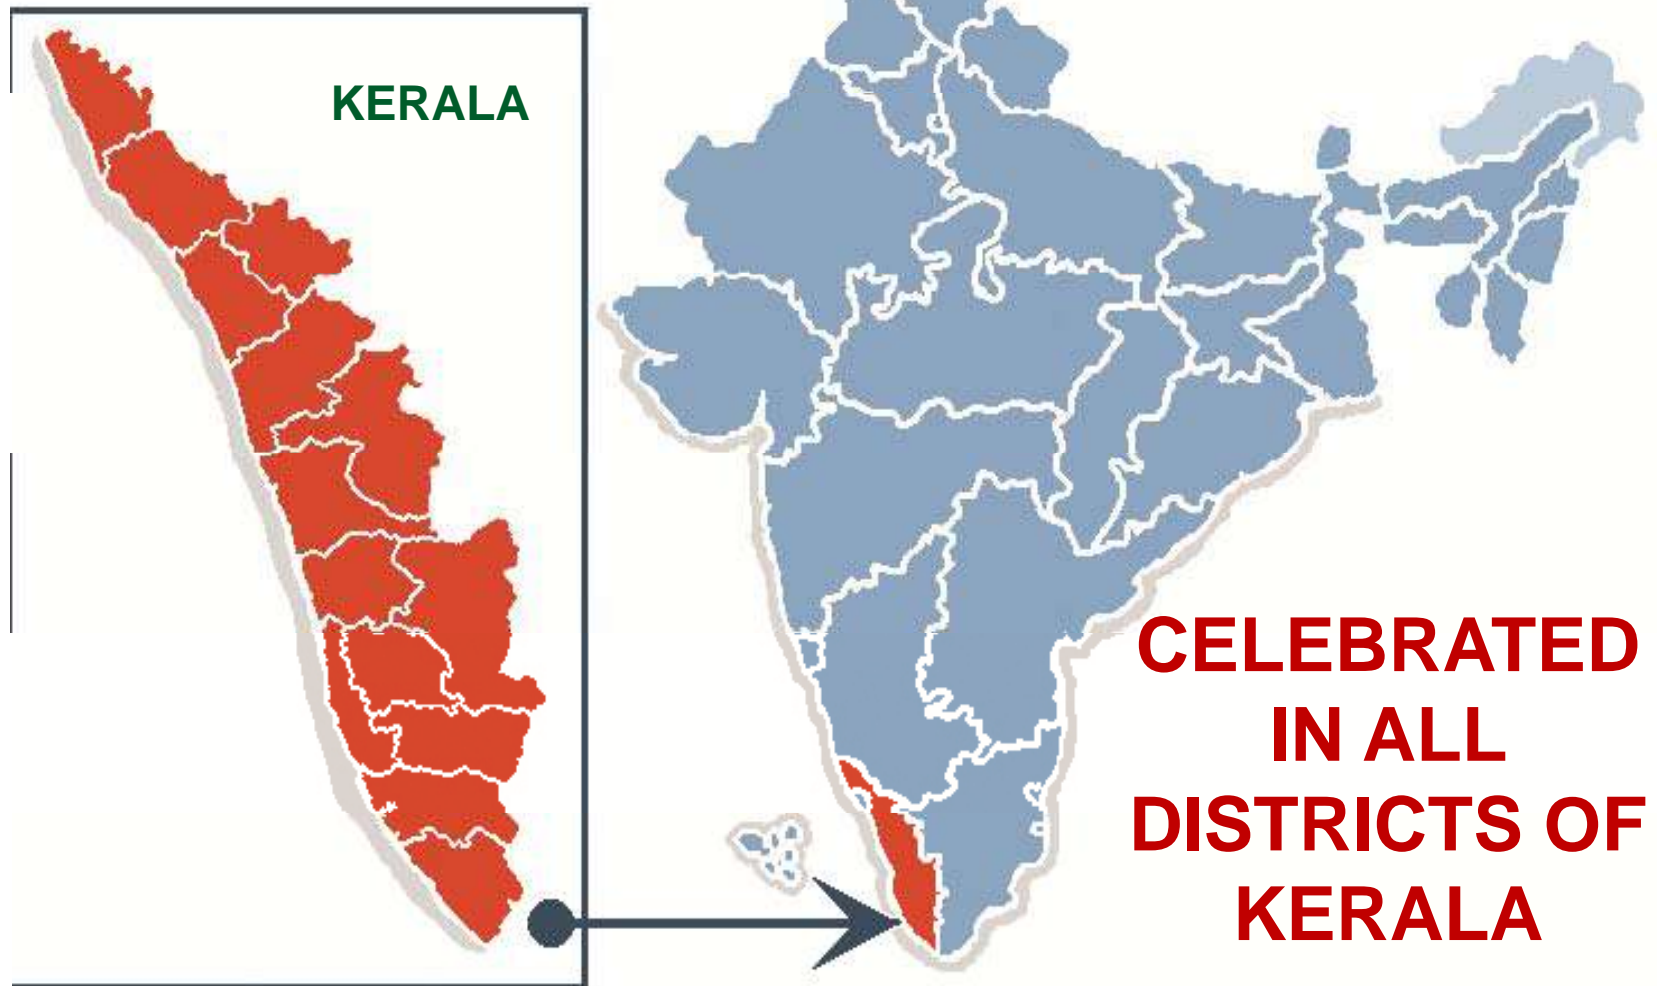 KERALA
CELEBRATED
IN ALL
DISTRICTS OF
KERALA